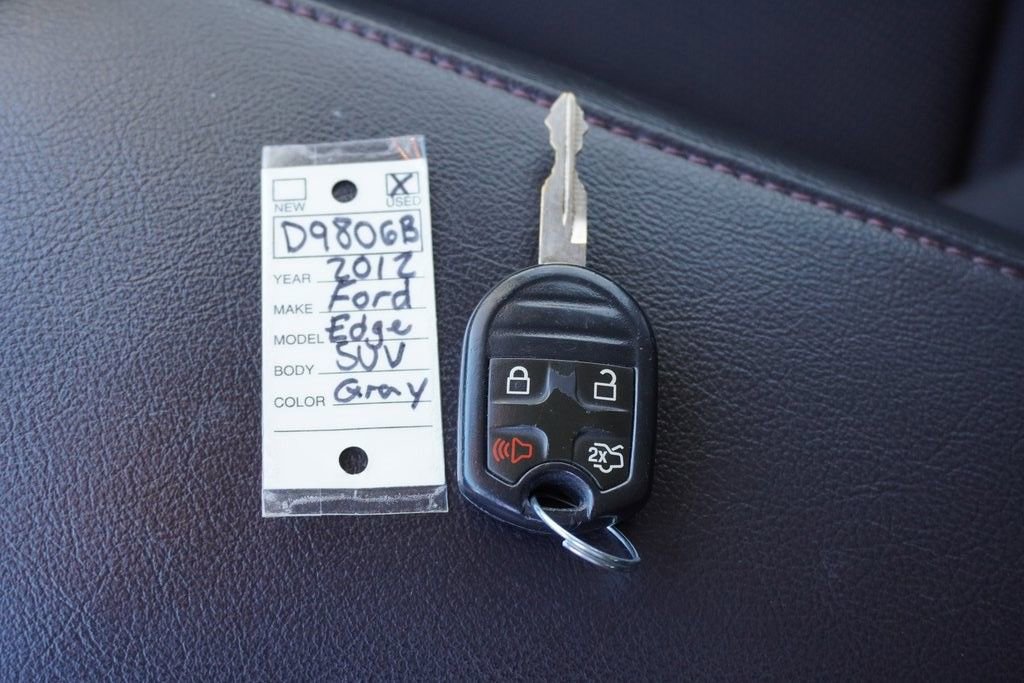 X
NEW USED
D9806B
YEAR 2012
MAKE Ford
MODEL Edge
BODY SUV
COLOR Gray
2x